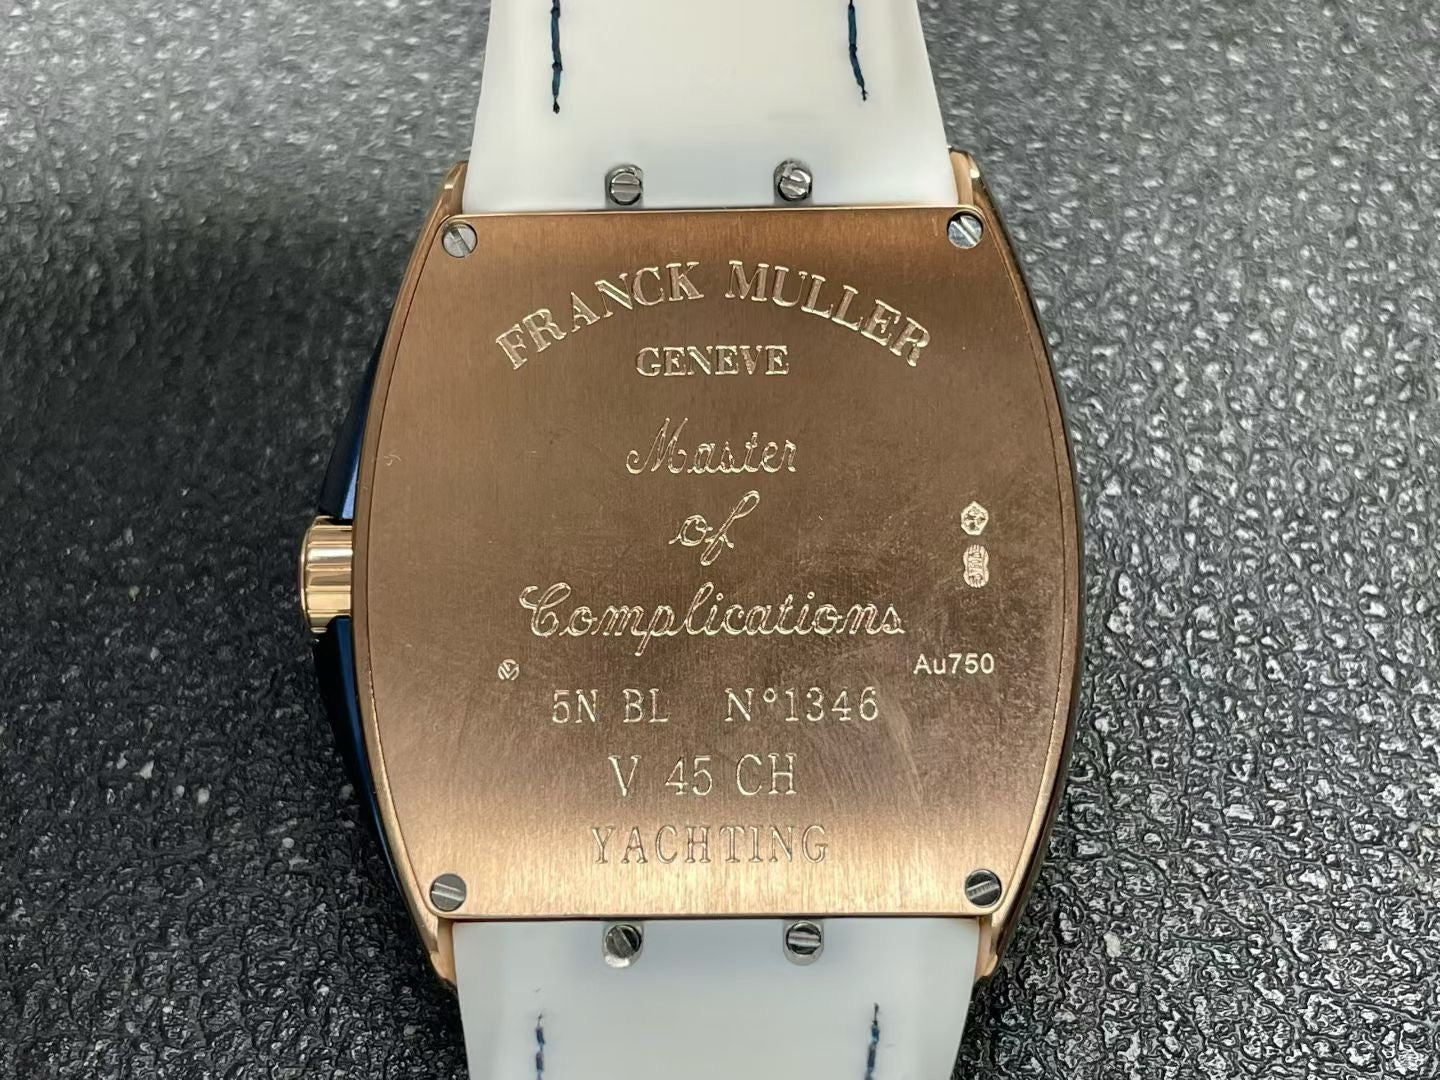 FRANCK MULLER
GENEVE
Master
of
Complications
Au750
5N BL N°1346
V 45 CH
YACHTING